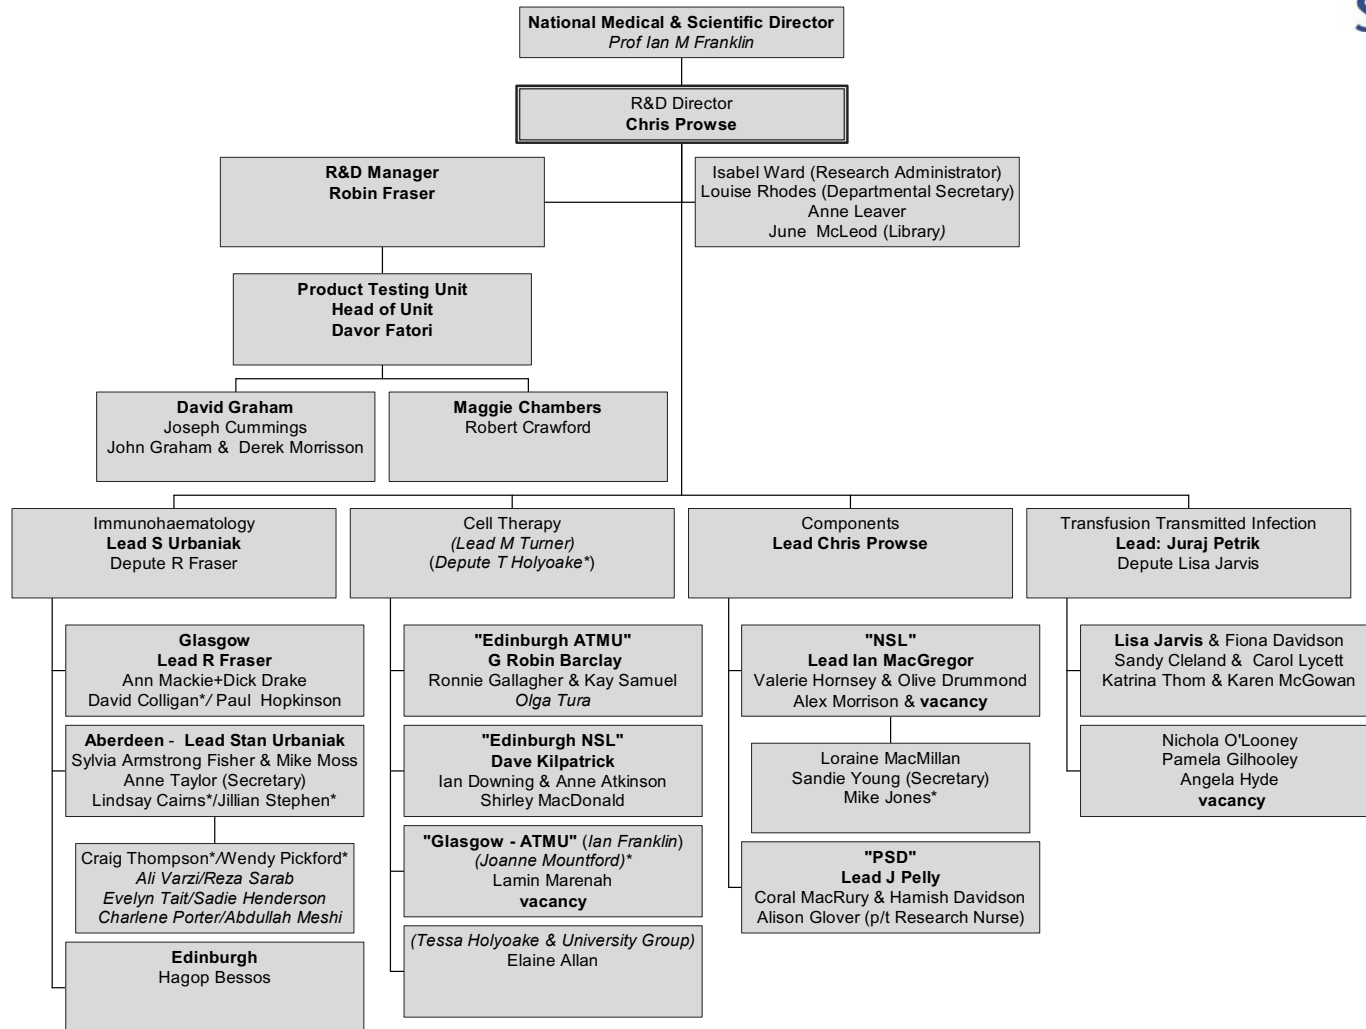 National Medical & Scientific Director
Prof Ian M Franklin
R&D Director
Chris Prowse
R&D Manager
Robin Fraser
Isabel Ward (Research Administrator)
Louise Rhodes (Departmental Secretary)
Anne Leaver
June McLeod (Library)
Product Testing Unit
Head of Unit
Davor Fatori
David Graham
Joseph Cummings
John Graham & Derek Morrisson
Maggie Chambers
Robert Crawford
Immunohaematology
Lead S Urbaniak
Depute R Fraser
Cell Therapy
(Lead M Turner)
(Depute T Holyoake*)
Components
Lead Chris Prowse
Transfusion Transmitted Infection
Lead: Juraj Petrik
Depute Lisa Jarvis
Glasgow
Lead R Fraser
Ann Mackie+Dick Drake
David Colligan*/ Paul Hopkinson
Aberdeen - Lead Stan Urbaniak
Sylvia Armstrong Fisher & Mike Moss
Anne Taylor (Secretary)
Lindsay Cairns*/Jillian Stephen*
Craig Thompson*/Wendy Pickford*
Ali Varzi/Reza Sarab
Evelyn Tait/Sadie Henderson
Charlene Porter/Abdullah Meshi
Edinburgh
Hagop Bessos
"Edinburgh ATMU"
G Robin Barclay
Ronnie Gallagher & Kay Samuel
Olga Tura
"Edinburgh NSL"
Dave Kilpatrick
Ian Downing & Anne Atkinson
Shirley MacDonald
"Glasgow - ATMU" (Ian Franklin)
(Joanne Mountford)*
Lamin Marenah
vacancy
(Tessa Holyoake & University Group)
Elaine Allan
"NSL"
Lead Ian MacGregor
Valerie Hornsey & Olive Drummond
Alex Morrison & vacancy
Loraine MacMillan
Sandie Young (Secretary)
Mike Jones*
"PSD"
Lead J Pelly
Coral MacRury & Hamish Davidson
Alison Glover (p/t Research Nurse)
Lisa Jarvis & Fiona Davidson
Sandy Cleland & Carol Lycett
Katrina Thom & Karen McGowan
Nichola O'Looney
Pamela Gilhooley
Angela Hyde
vacancy